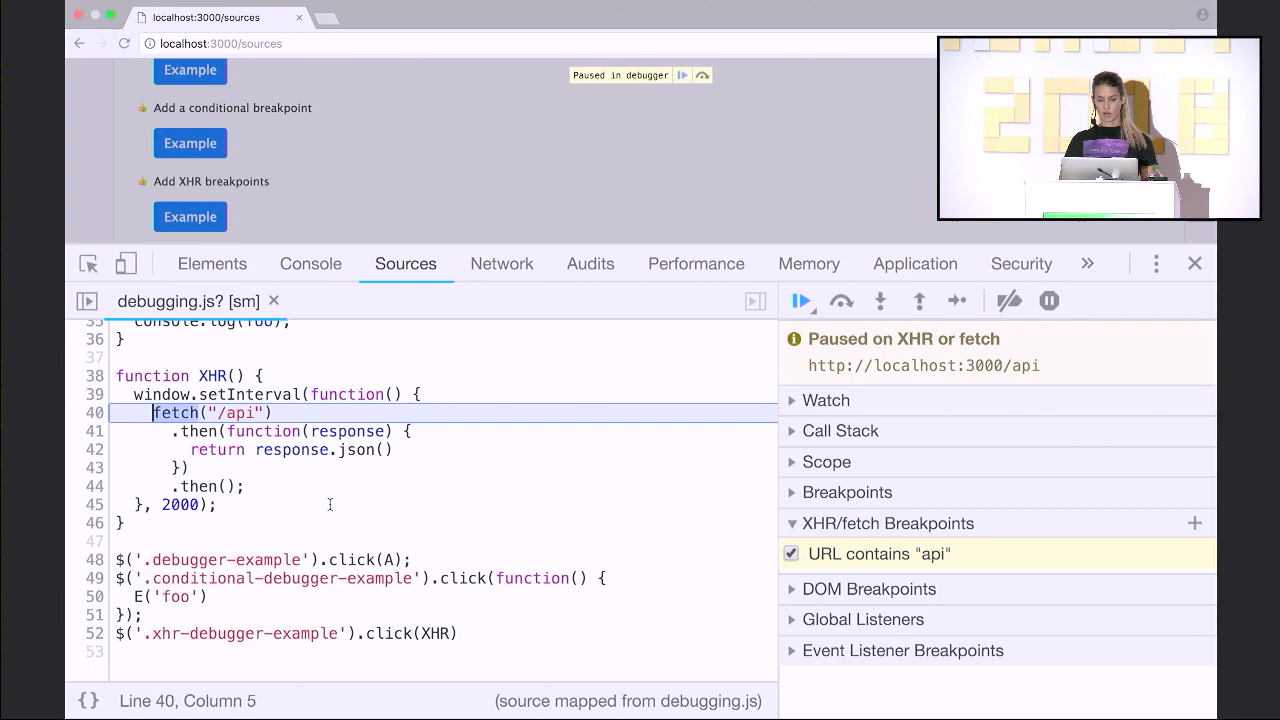 localhost:3000/sources
localhost:3000/sources
Example
Paused in debugger
Add a conditional breakpoint
Example
Add XHR breakpoints
Example
2018
Elements Console Sources Network Audits Performance Memory Application Security »
debugging.js? [sm]
35 console.log(foo);
36 }
37
38 function XHR() {
39 window.setInterval(function() {
40 fetch("/api")
41 .then(function(response) {
42 return response.json()
43 })
44 .then();
45 }, 2000);
46 }
47
48 $('.debugger-example').click(A);
49 $('.conditional-debugger-example').click(function() {
50 E('foo')
51 });
52 $('.xhr-debugger-example').click(XHR)
53
{ } Line 40, Column 5 (source mapped from debugging.js)
Paused on XHR or fetch
http://localhost:3000/api
Watch
Call Stack
Scope
Breakpoints
XHR/fetch Breakpoints
URL contains "api"
DOM Breakpoints
Global Listeners
Event Listener Breakpoints